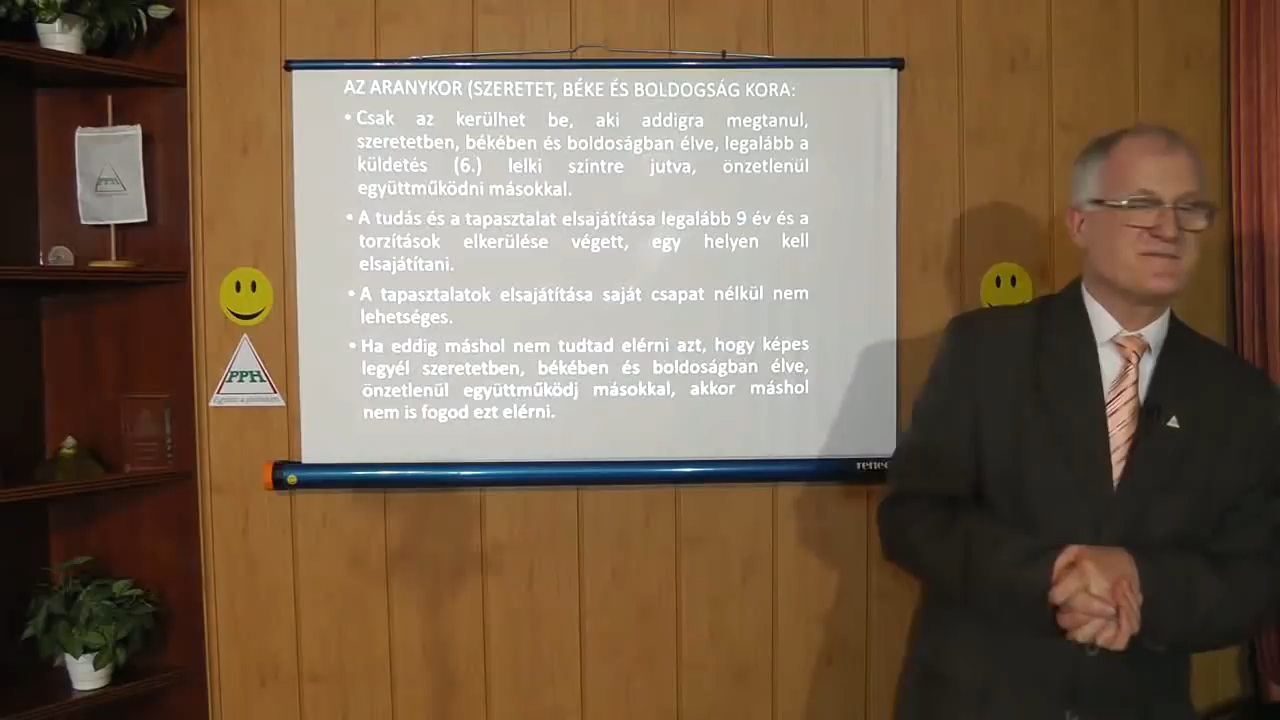 AZ ARANYKOR (SZERETET, BÉKE ÉS BOLDOGSÁG KORA:
• Csak az kerülhet be, aki addigra megtanul,
szeretetben, békében és boldoságban élve, legalább a
küldetés (6.) lelki szintre jutva, önzetlenül
együttműködni másokkal.
• A tudás és a tapasztalat elsajátítása legalább 9 év és a
torzítások elkerülése végett, egy helyen kell
elsajátítani.
• A tapasztalatok elsajátítása saját csapat nélkül nem
lehetséges.
• Ha eddig máshol nem tudtad elérni azt, hogy képes
legyél szeretetben, békében és boldogságban élve,
önzetlenül együttműködj másokkal, akkor máshol
nem is fogod ezt elérni.
PPH
PPH